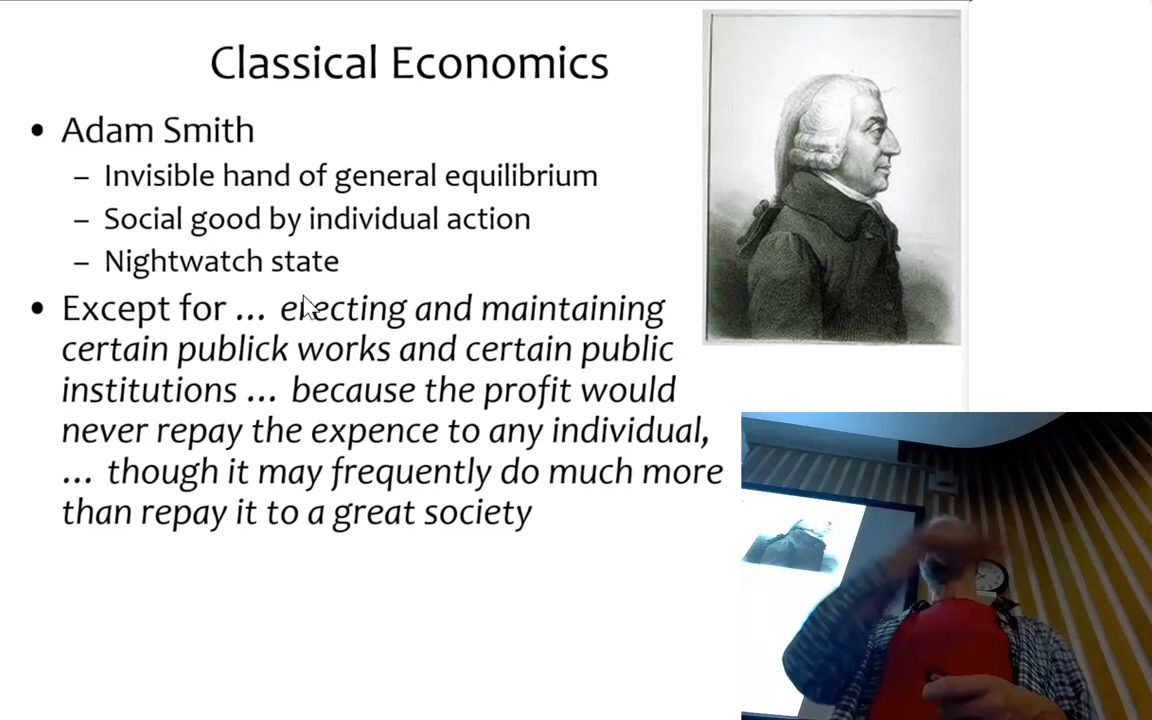 Classical Economics
• Adam Smith
– Invisible hand of general equilibrium
– Social good by individual action
– Nightwatch state
• Except for ... erecting and maintaining
certain publick works and certain public
institutions ... because the profit would
never repay the expence to any individual,
... though it may frequently do much more
than repay it to a great society